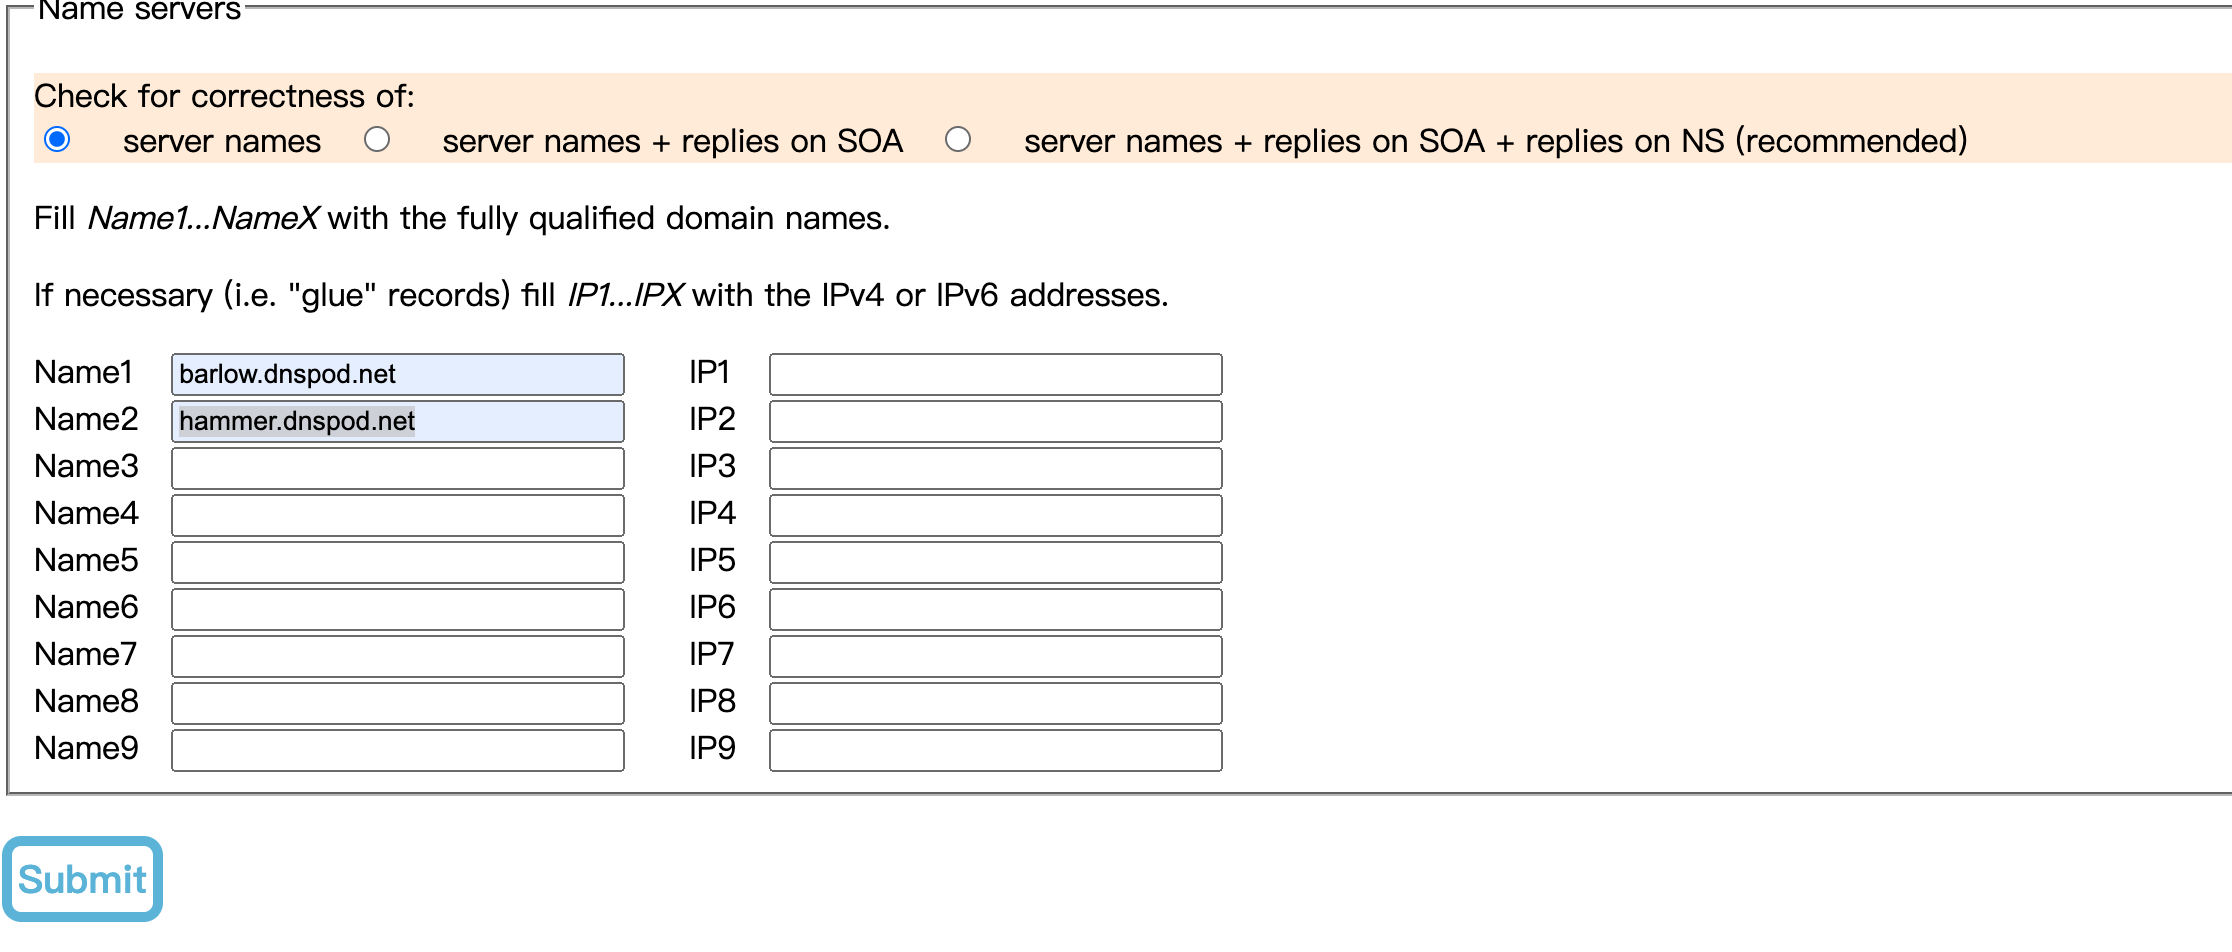 Name servers
Check for correctness of:
server names server names + replies on SOA server names + replies on SOA + replies on NS (recommended)
Fill Name1...NameX with the fully qualified domain names.
If necessary (i.e. "glue" records) fill IP1...IPX with the IPv4 or IPv6 addresses.
Name1 barlow.dnspod.net IP1
Name2 hammer.dnspod.net IP2
Name3 IP3
Name4 IP4
Name5 IP5
Name6 IP6
Name7 IP7
Name8 IP8
Name9 IP9
Submit